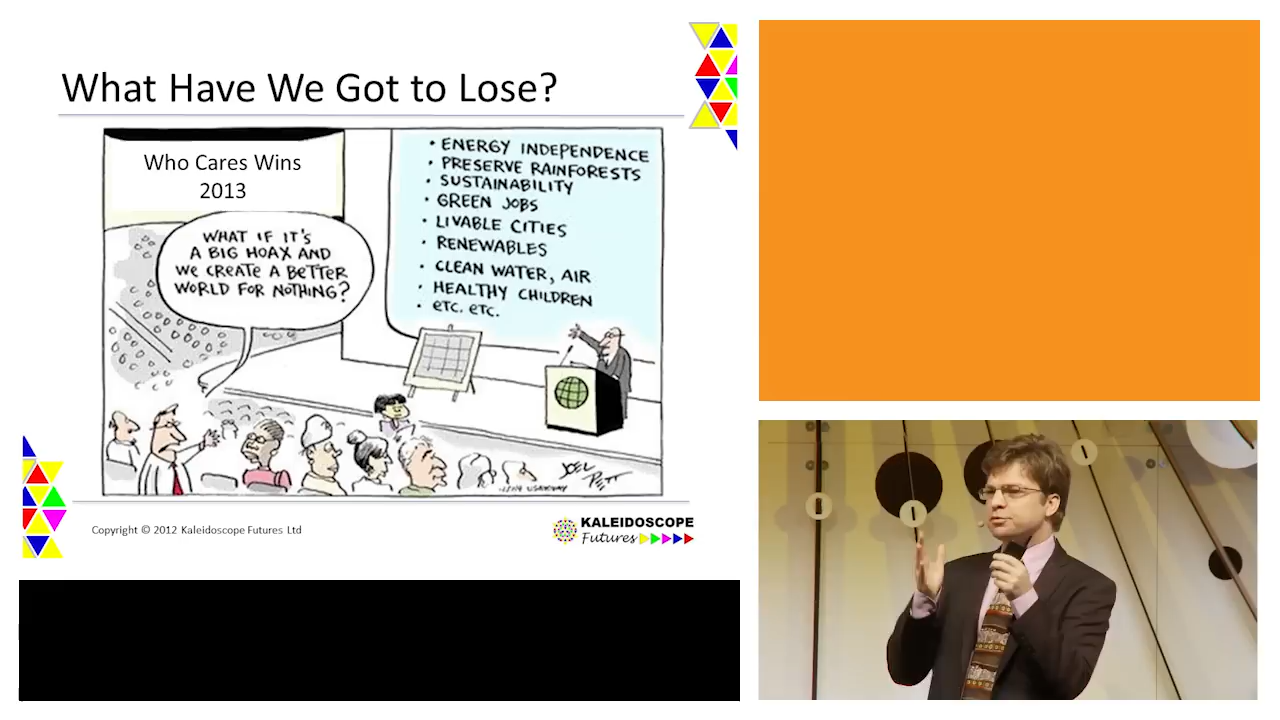 What Have We Got to Lose?
Who Cares Wins
2013
WHAT IF IT'S
A BIG HOAX AND
WE CREATE A BETTER
WORLD FOR NOTHING?
• ENERGY INDEPENDENCE
• PRESERVE RAINFORESTS
• SUSTAINABILITY
• GREEN JOBS
• LIVABLE CITIES
• RENEWABLES
• CLEAN WATER, AIR
• HEALTHY CHILDREN
• ETC. ETC.
JOEL
PETT
Copyright © 2012 Kaleidoscope Futures Ltd
KALEIDOSCOPE
Futures